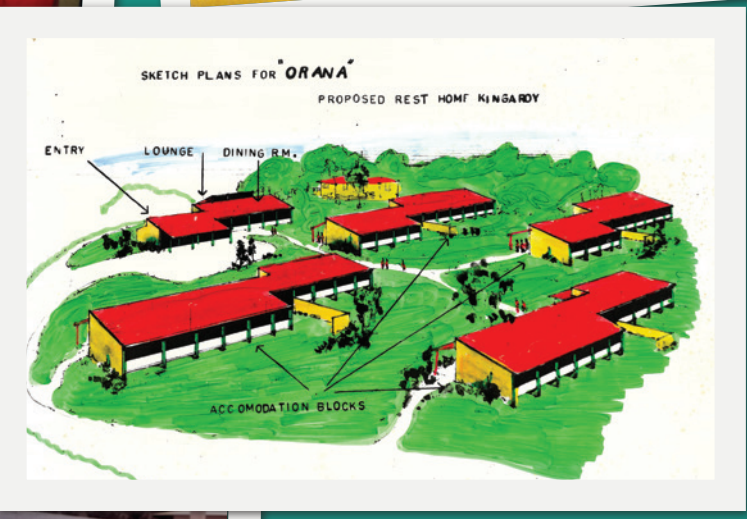 SKETCH PLANS FOR "ORANA"
PROPOSED REST HOME KINGAROY
ENTRY
LOUNGE
DINING RM.
ACCOMODATION BLOCKS